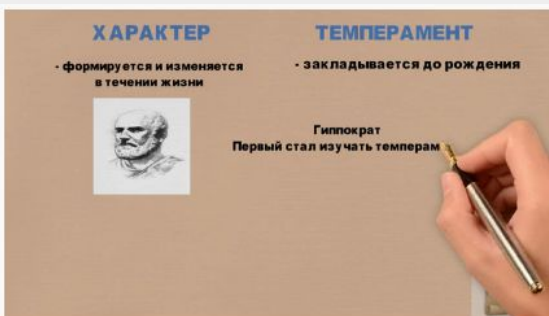 ХАРАКТЕР
- формируется и изменяется
в течении жизни
ТЕМПЕРАМЕНТ
- закладывается до рождения
Гиппократ
Первый стал изучать темперам